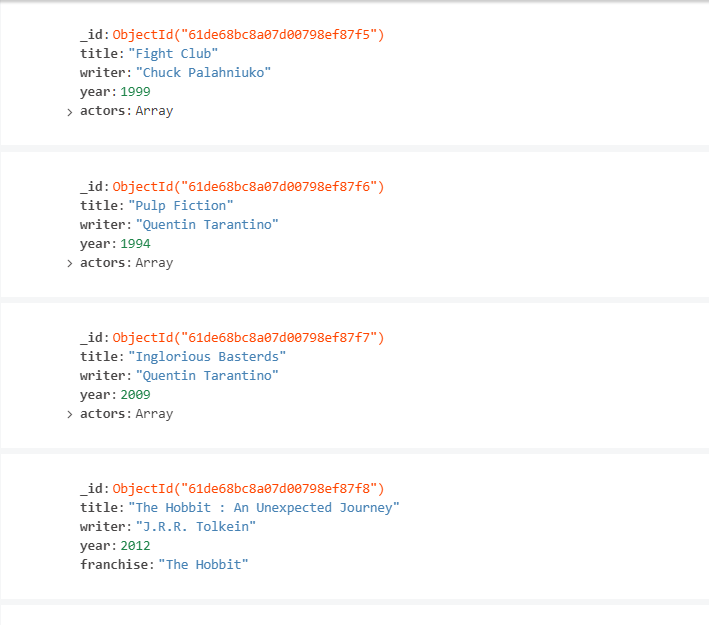 _id: ObjectId("61de68bc8a07d00798ef87f5")
title: "Fight Club"
writer: "Chuck Palahniuko"
year: 1999
actors: Array
_id: ObjectId("61de68bc8a07d00798ef87f6")
title: "Pulp Fiction"
writer: "Quentin Tarantino"
year: 1994
actors: Array
_id: ObjectId("61de68bc8a07d00798ef87f7")
title: "Inglorious Basterds"
writer: "Quentin Tarantino"
year: 2009
actors: Array
_id: ObjectId("61de68bc8a07d00798ef87f8")
title: "The Hobbit : An Unexpected Journey"
writer: "J.R.R. Tolkein"
year: 2012
franchise: "The Hobbit"